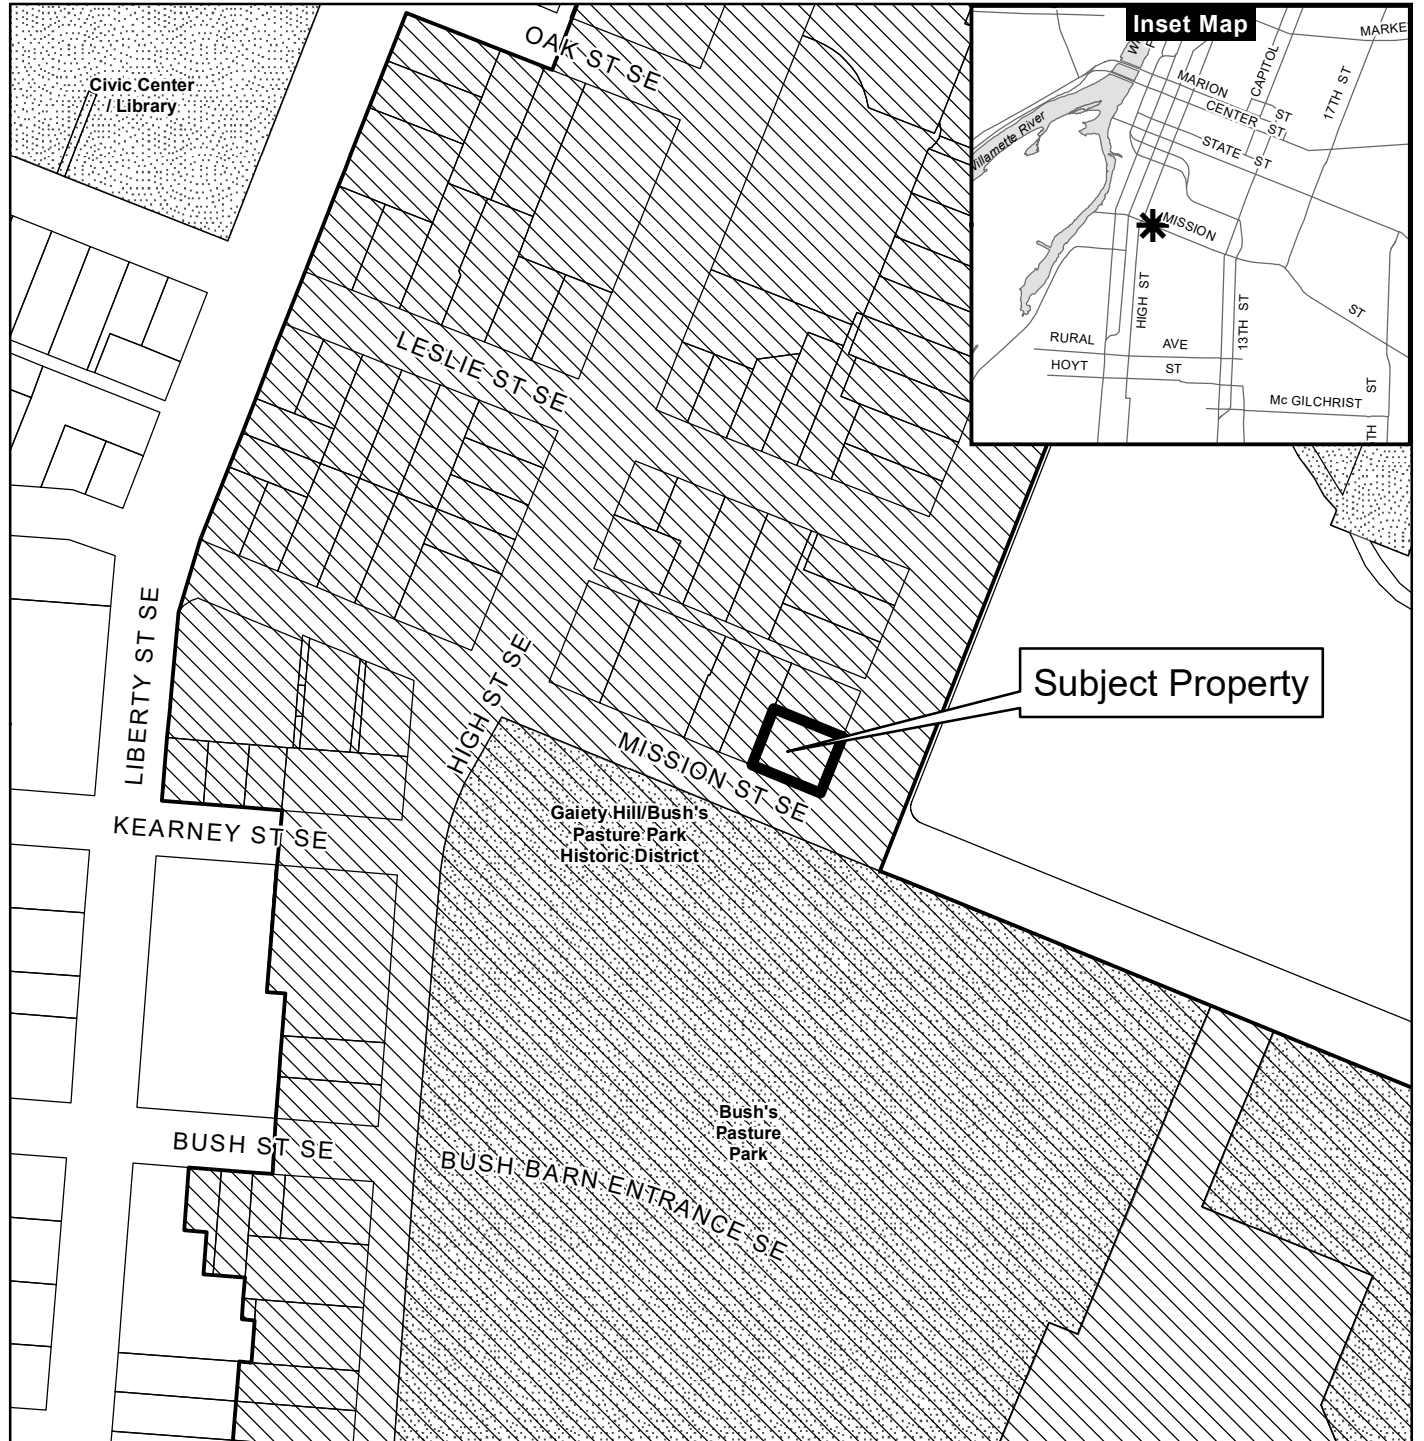 Inset Map
MARKE
CAPITOL
17TH ST
MARION
ST
CENTER ST
STATE ST
Willamette River
MISSION
ST
HIGH ST
13TH ST
RURAL AVE
HOYT ST
Mc GILCHRIST
ST
TH
OAK ST SE
Civic Center
/ Library
LESLIE ST SE
LIBERTY ST SE
HIGH ST SE
Subject Property
MISSION ST SE
KEARNEY ST SE
Gaiety Hill/Bush's
Pasture Park
Historic District
Bush's
Pasture
Park
BUSH ST SE
BUSH BARN ENTRANCE SE